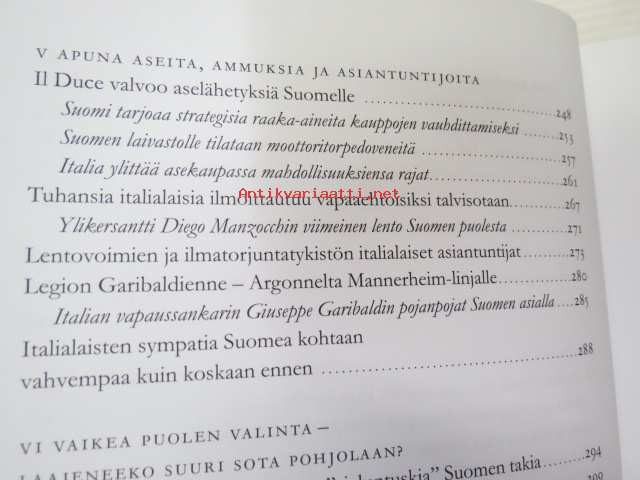 V APUNA ASEITA, AMMUKSIA JA ASIANTUNTIJOITA
Il Duce valvoo aselähetyksiä Suomelle 248
Suomi tarjoaa strategisia raaka-aineita kauppojen vauhdittamiseksi 253
Suomen laivastolle tilataan moottoritorpedoveneitä 257
Italia ylittää asekaupassa mahdollisuuksiensa rajat 261
Antikvariaatti.net
Tuhansia italialaisia ilmoittautuu vapaaehtoisiksi talvisotaan 267
Ylikersantti Diego Manzocchin viimeinen lento Suomen puolesta 271
Lentovoimien ja ilmatorjuntatykistön italialaiset asiantuntijat 273
Legion Garibaldienne – Argonnelta Mannerheim-linjalle 280
Italian vapaussankarin Giuseppe Garibaldin pojanpojat Suomen asialla 285
Italialaisten sympatia Suomea kohtaan
vahvempaa kuin koskaan ennen 288
VI VAIKEA PUOLEN VALINTA –
LAAJENEEKO SUURI SOTA POHJOLAAN?
Suomen takia 294